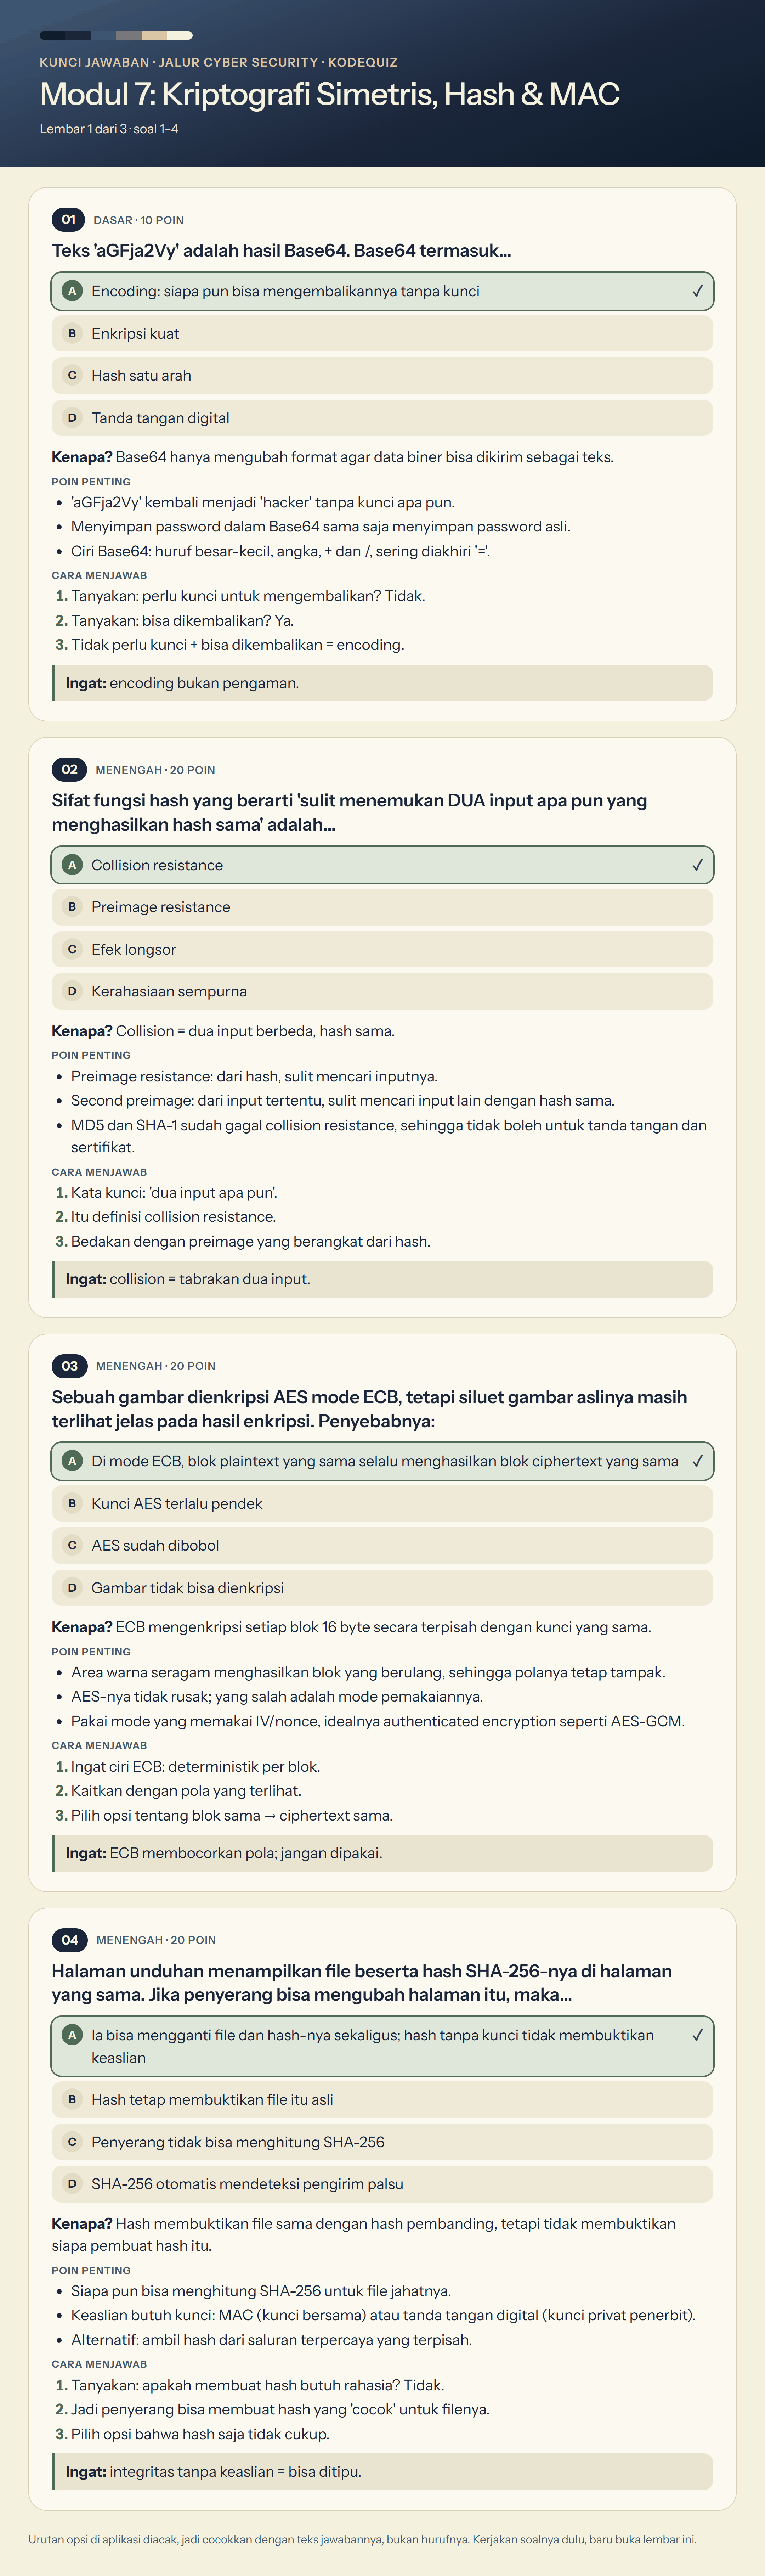 KUNCI JAWABAN · JALUR CYBER SECURITY · KODEQUIZ
Modul 7: Kriptografi Simetris, Hash & MAC
Lembar 1 dari 3 · soal 1–4
01 DASAR · 10 POIN
Teks 'aGFja2Vy' adalah hasil Base64. Base64 termasuk...
A Encoding: siapa pun bisa mengembalikannya tanpa kunci ✓
B Enkripsi kuat
C Hash satu arah
D Tanda tangan digital
Kenapa? Base64 hanya mengubah format agar data biner bisa dikirim sebagai teks.
POIN PENTING
• 'aGFja2Vy' kembali menjadi 'hacker' tanpa kunci apa pun.
• Menyimpan password dalam Base64 sama saja menyimpan password asli.
• Ciri Base64: huruf besar-kecil, angka, + dan /, sering diakhiri '='.
CARA MENJAWAB
1. Tanyakan: perlu kunci untuk mengembalikan? Tidak.
2. Tanyakan: bisa dikembalikan? Ya.
3. Tidak perlu kunci + bisa dikembalikan = encoding.
Ingat: encoding bukan pengaman.
02 MENENGAH · 20 POIN
Sifat fungsi hash yang berarti 'sulit menemukan DUA input apa pun yang
menghasilkan hash sama' adalah...
A Collision resistance ✓
B Preimage resistance
C Efek longsor
D Kerahasiaan sempurna
Kenapa? Collision = dua input berbeda, hash sama.
POIN PENTING
• Preimage resistance: dari hash, sulit mencari inputnya.
• Second preimage: dari input tertentu, sulit mencari input lain dengan hash sama.
• MD5 dan SHA-1 sudah gagal collision resistance, sehingga tidak boleh untuk tanda tangan dan
sertifikat.
CARA MENJAWAB
1. Kata kunci: 'dua input apa pun'.
2. Itu definisi collision resistance.
3. Bedakan dengan preimage yang berangkat dari hash.
Ingat: collision = tabrakan dua input.
03 MENENGAH · 20 POIN
Sebuah gambar dienkripsi AES mode ECB, tetapi siluet gambar aslinya masih
terlihat jelas pada hasil enkripsi. Penyebabnya:
A Di mode ECB, blok plaintext yang sama selalu menghasilkan blok ciphertext yang sama ✓
B Kunci AES terlalu pendek
C AES sudah dibobol
D Gambar tidak bisa dienkripsi
Kenapa? ECB mengenkripsi setiap blok 16 byte secara terpisah dengan kunci yang sama.
POIN PENTING
• Area warna seragam menghasilkan blok yang berulang, sehingga polanya tetap tampak.
• AES-nya tidak rusak; yang salah adalah mode pemakaiannya.
• Pakai mode yang memakai IV/nonce, idealnya authenticated encryption seperti AES-GCM.
CARA MENJAWAB
1. Ingat ciri ECB: deterministik per blok.
2. Kaitkan dengan pola yang terlihat.
3. Pilih opsi tentang blok sama → ciphertext sama.
Ingat: ECB membocorkan pola; jangan dipakai.
04 MENENGAH · 20 POIN
Halaman unduhan menampilkan file beserta hash SHA-256-nya di halaman
yang sama. Jika penyerang bisa mengubah halaman itu, maka...
A Ia bisa mengganti file dan hash-nya sekaligus; hash tanpa kunci tidak membuktikan ✓
keaslian
B Hash tetap membuktikan file itu asli
C Penyerang tidak bisa menghitung SHA-256
D SHA-256 otomatis mendeteksi pengirim palsu
Kenapa? Hash membuktikan file sama dengan hash pembanding, tetapi tidak membuktikan
siapa pembuat hash itu.
POIN PENTING
• Siapa pun bisa menghitung SHA-256 untuk file jahatnya.
• Keaslian butuh kunci: MAC (kunci bersama) atau tanda tangan digital (kunci privat penerbit).
• Alternatif: ambil hash dari saluran terpercaya yang terpisah.
CARA MENJAWAB
1. Tanyakan: apakah membuat hash butuh rahasia? Tidak.
2. Jadi penyerang bisa membuat hash yang 'cocok' untuk filenya.
3. Pilih opsi bahwa hash saja tidak cukup.
Ingat: integritas tanpa keaslian = bisa ditipu.
Urutan opsi di aplikasi diacak, jadi cocokkan dengan teks jawabannya, bukan hurufnya. Kerjakan soalnya dulu, baru buka lembar ini.